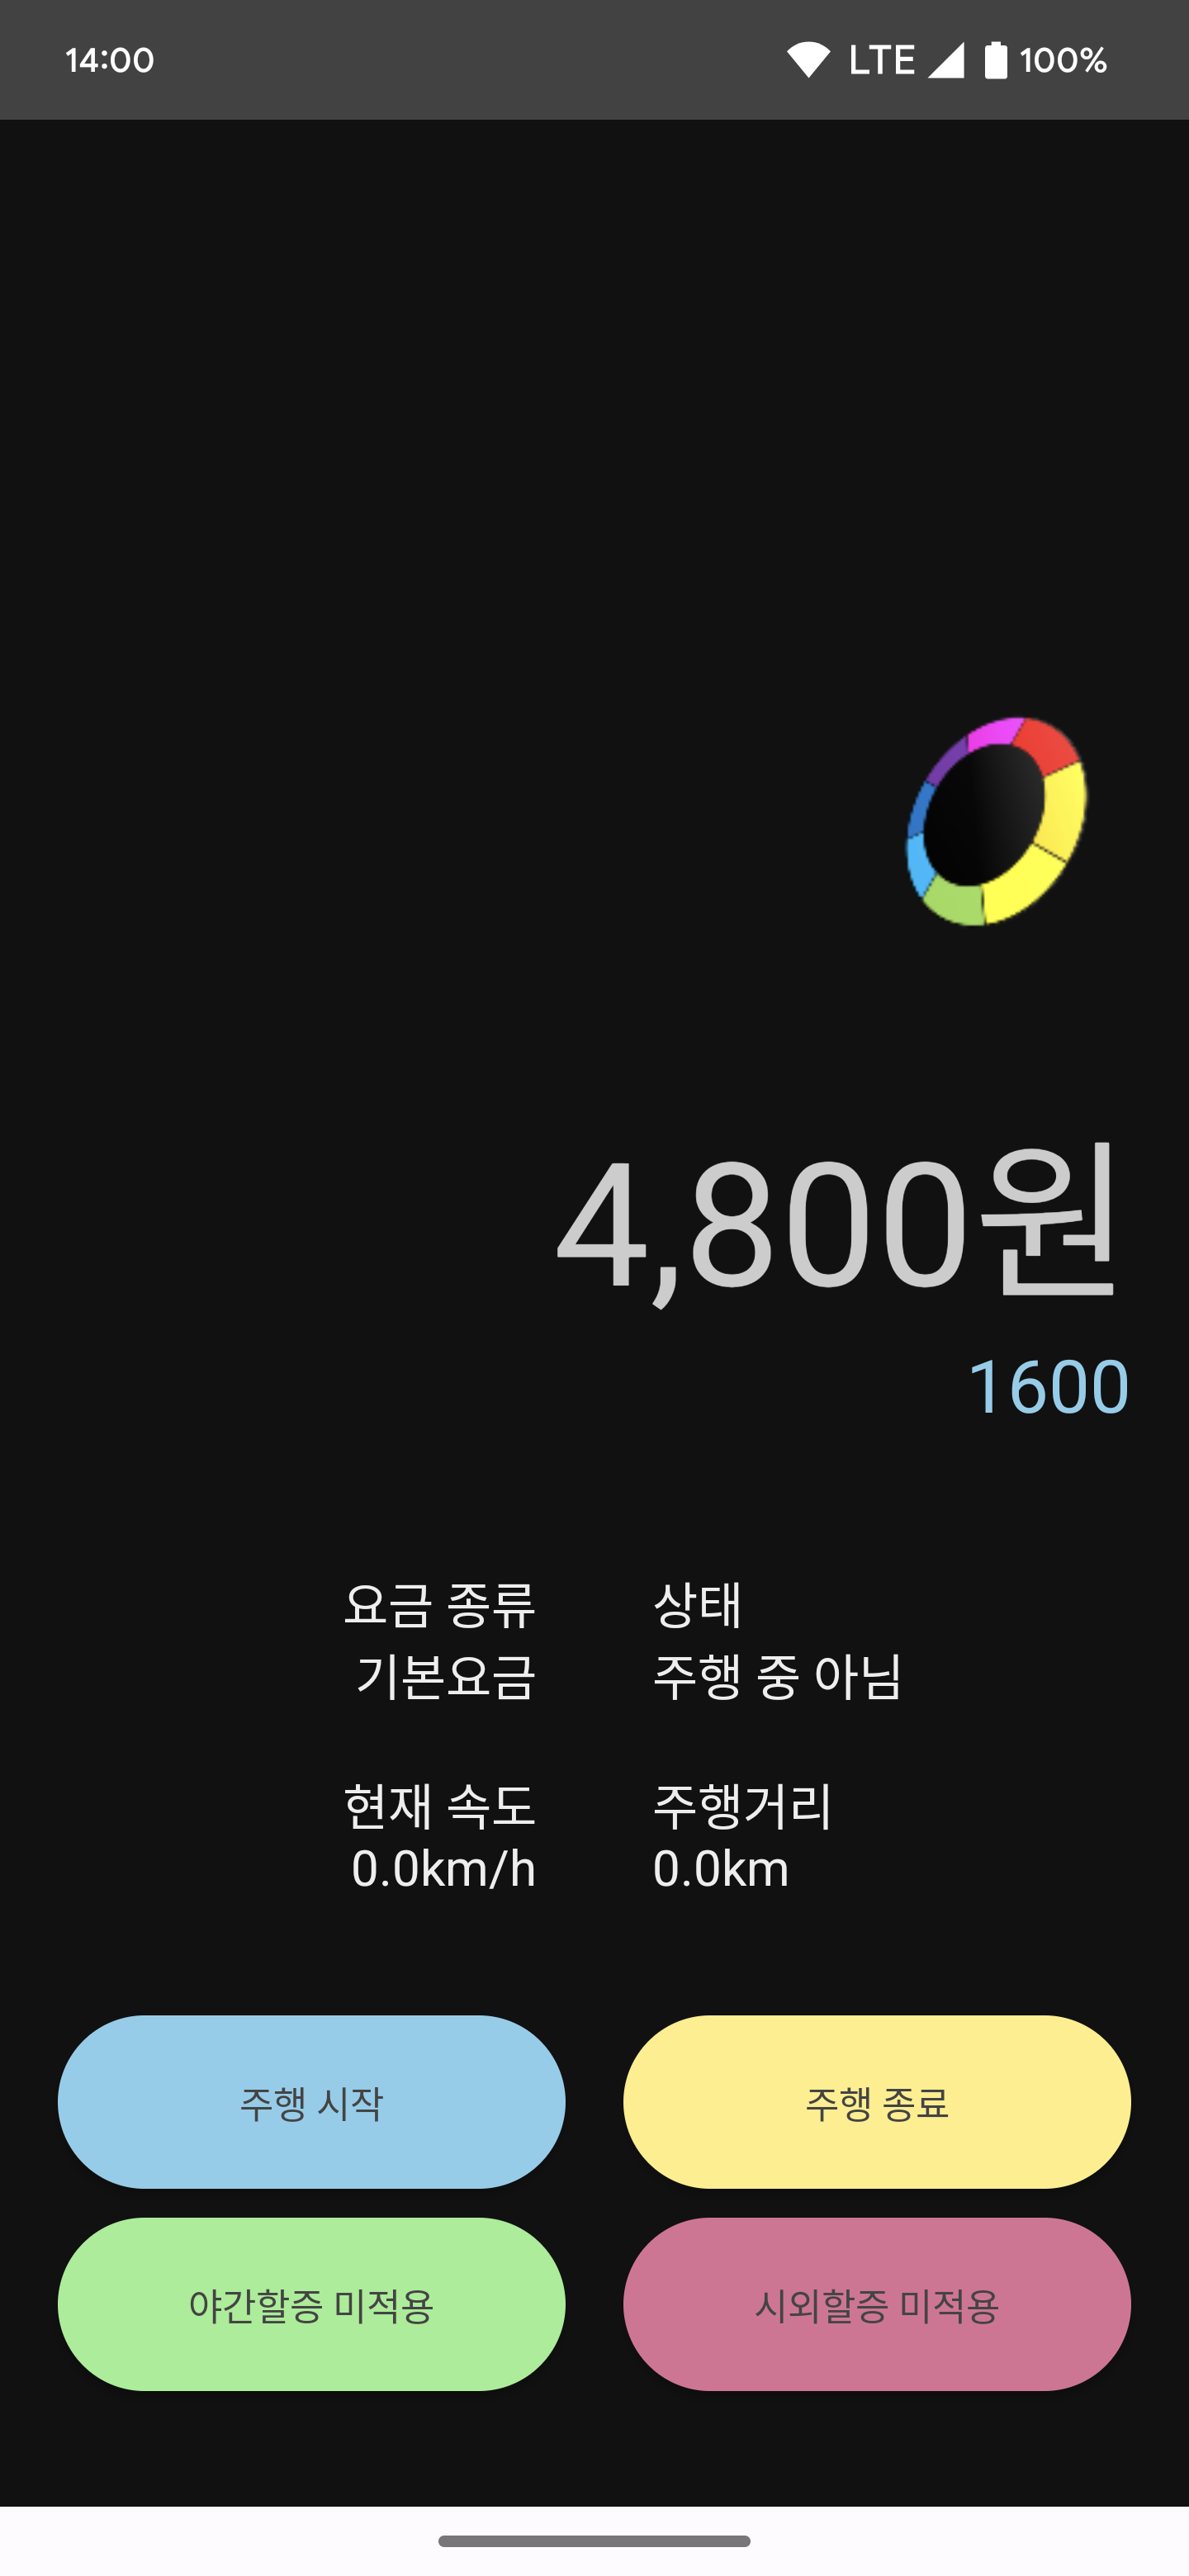 14:00 LTE 100%
4,800원
1600
요금 종류 상태
기본요금 주행 중 아님
현재 속도 주행거리
0.0km/h 0.0km
주행 시작 주행 종료
야간할증 미적용 시외할증 미적용